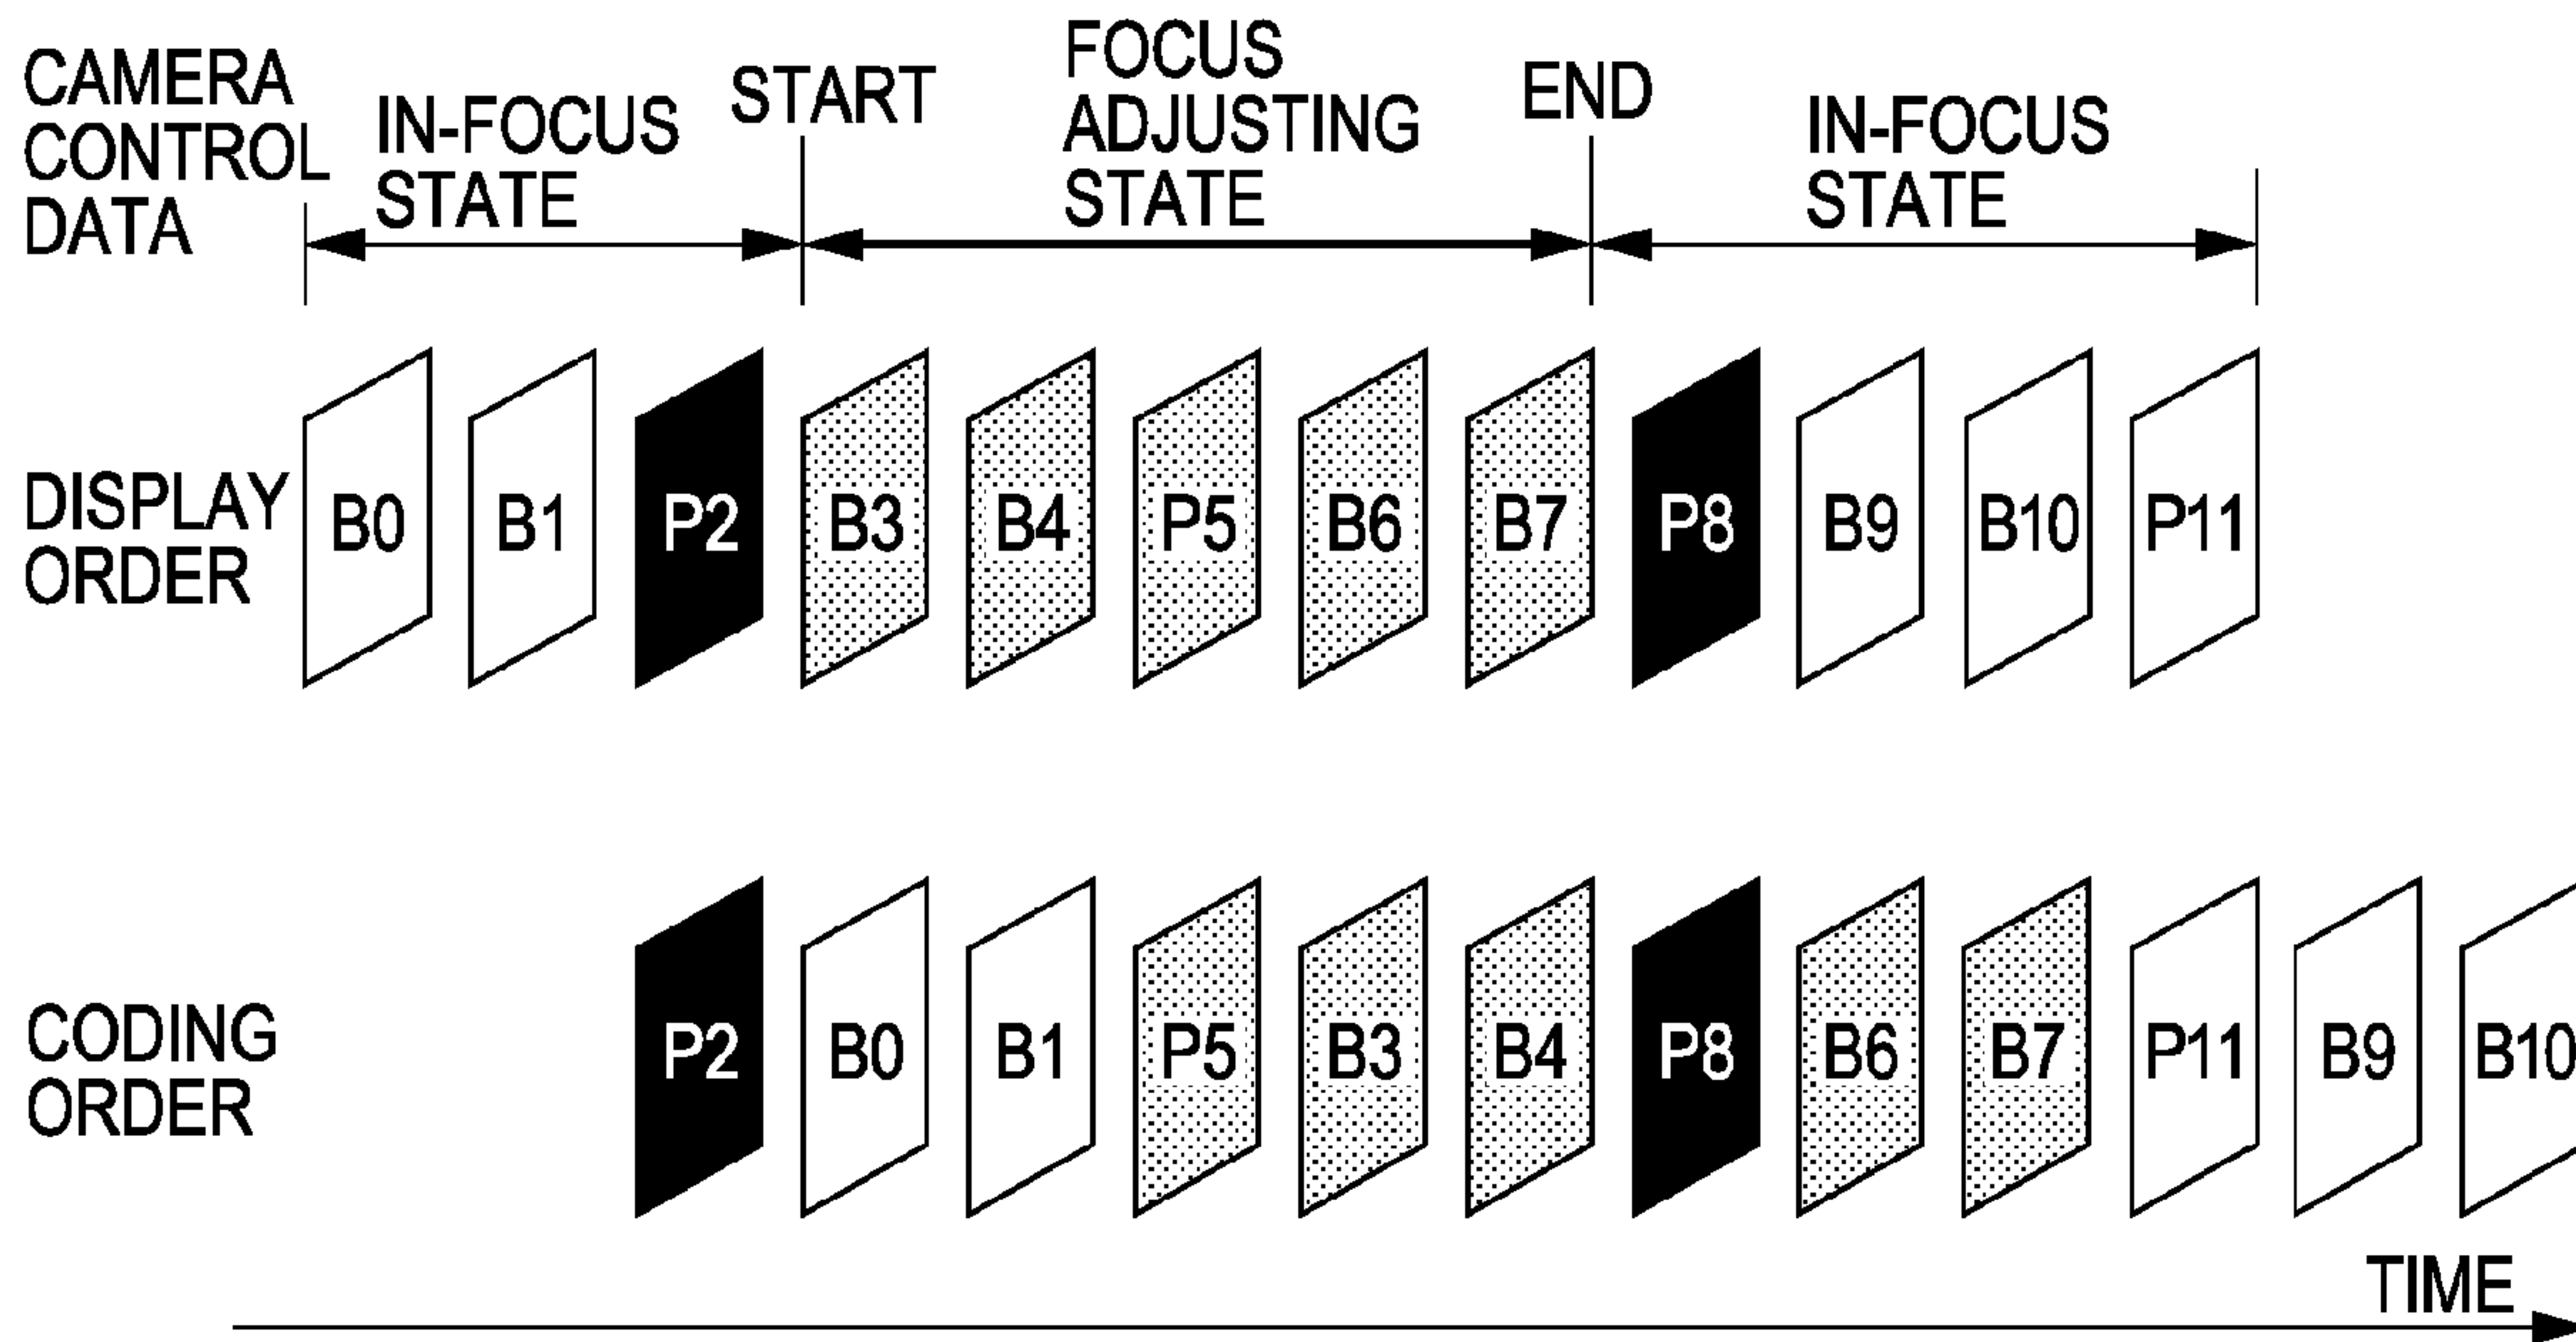 CAMERA
CONTROL
DATA
IN-FOCUS
STATE
START
FOCUS
ADJUSTING
STATE
END
IN-FOCUS
STATE
DISPLAY
ORDER
B0 B1 P2 B3 B4 P5 B6 B7 P8 B9 B10 P11
CODING
ORDER
P2 B0 B1 P5 B3 B4 P8 B6 B7 P11 B9 B10
TIME